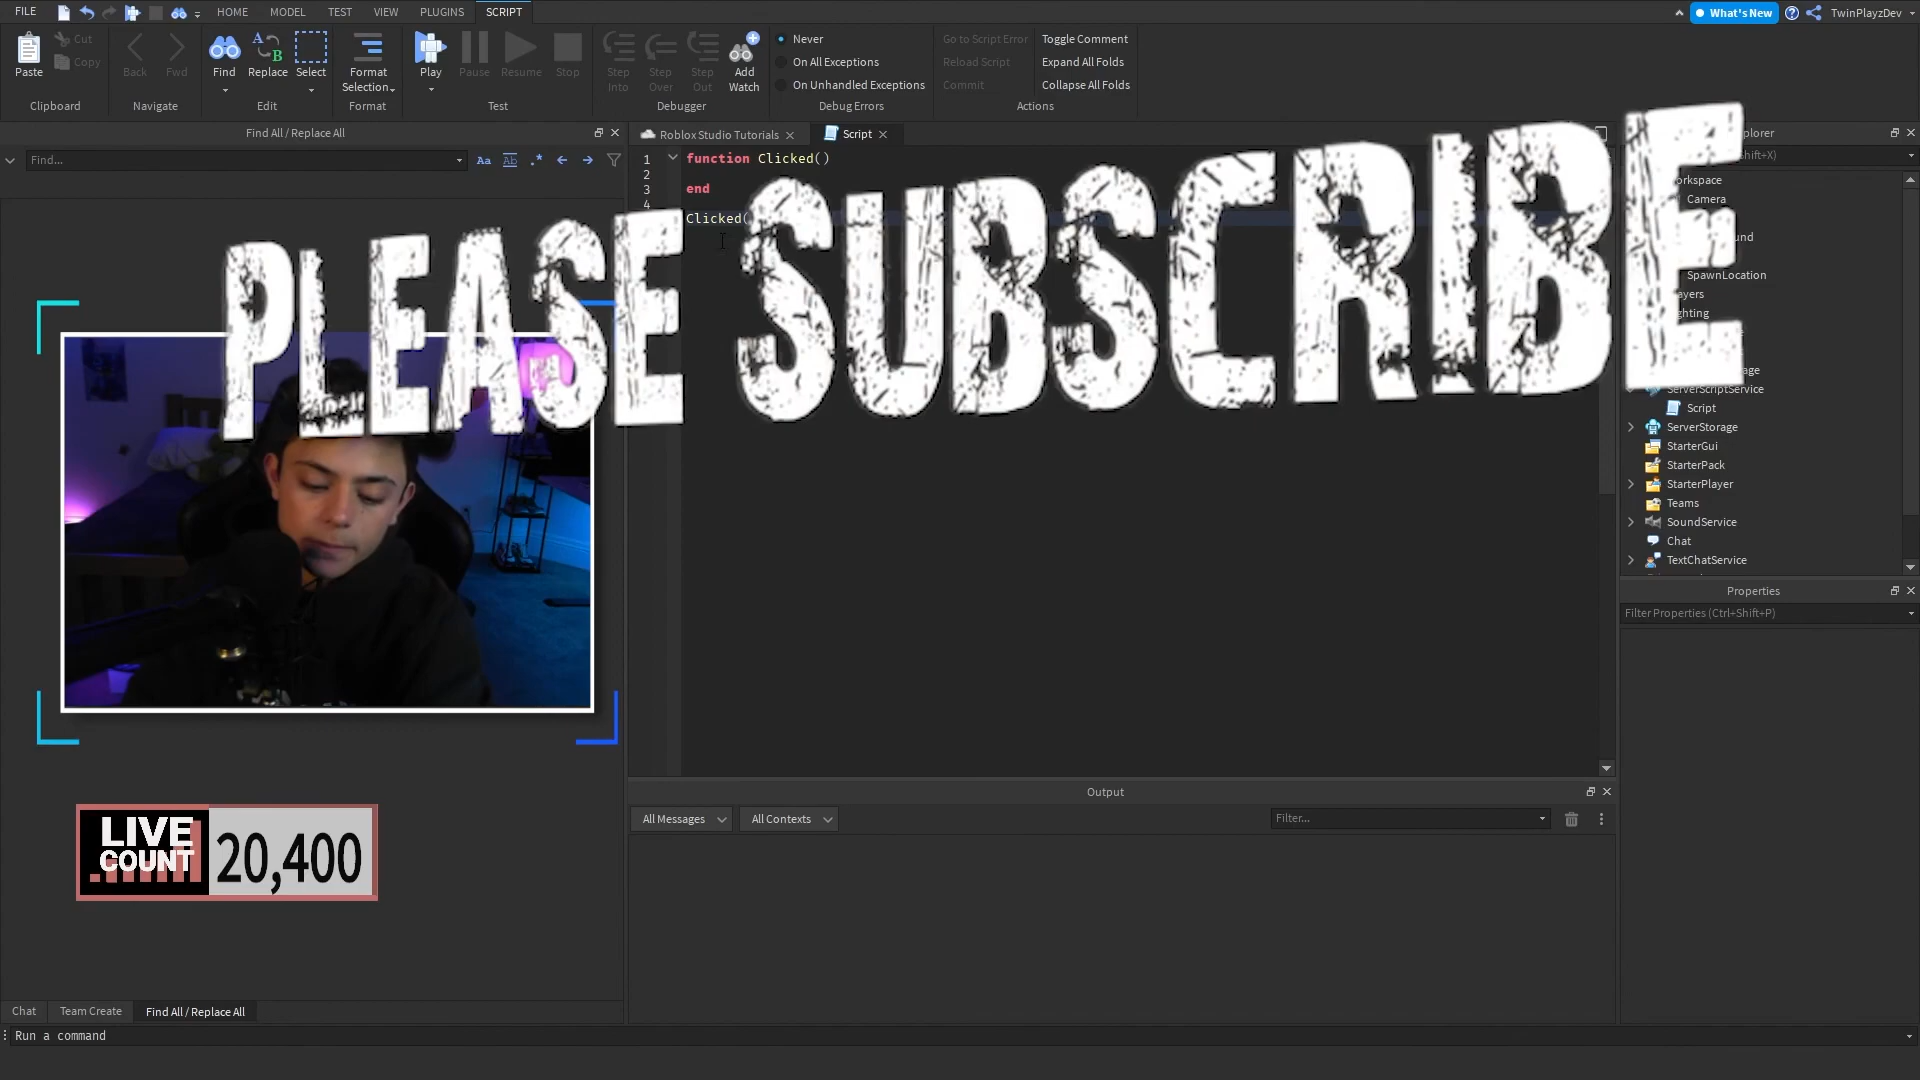 FILE
HOME MODEL TEST VIEW PLUGINS SCRIPT
What's New
TwinPlayzDev
Paste
Cut
Copy
Clipboard
Back Fwd
Navigate
Find Replace Select
Edit
Format
Selection
Format
Play Pause Resume Stop
Test
Step
Into
Step
Over
Step
Out
Add
Watch
Debugger
Never
On All Exceptions
On Unhandled Exceptions
Debug Errors
Go to Script Error
Reload Script
Commit
Toggle Comment
Expand All Folds
Collapse All Folds
Actions
Find All / Replace All
Find...
Aa Ab .*
Roblox Studio Tutorials
Script
1 function Clicked()
2
3 end
4
Clicked(
PLEASE SUBSCRIBE
Camera
SpawnLocation
ServerScriptService
Script
ServerStorage
StarterGui
StarterPack
StarterPlayer
Teams
SoundService
Chat
TextChatService
Properties
Filter Properties (Ctrl+Shift+P)
LIVE
COUNT
20,400
Output
All Messages
All Contexts
Filter...
Chat
Team Create
Find All / Replace All
Run a command